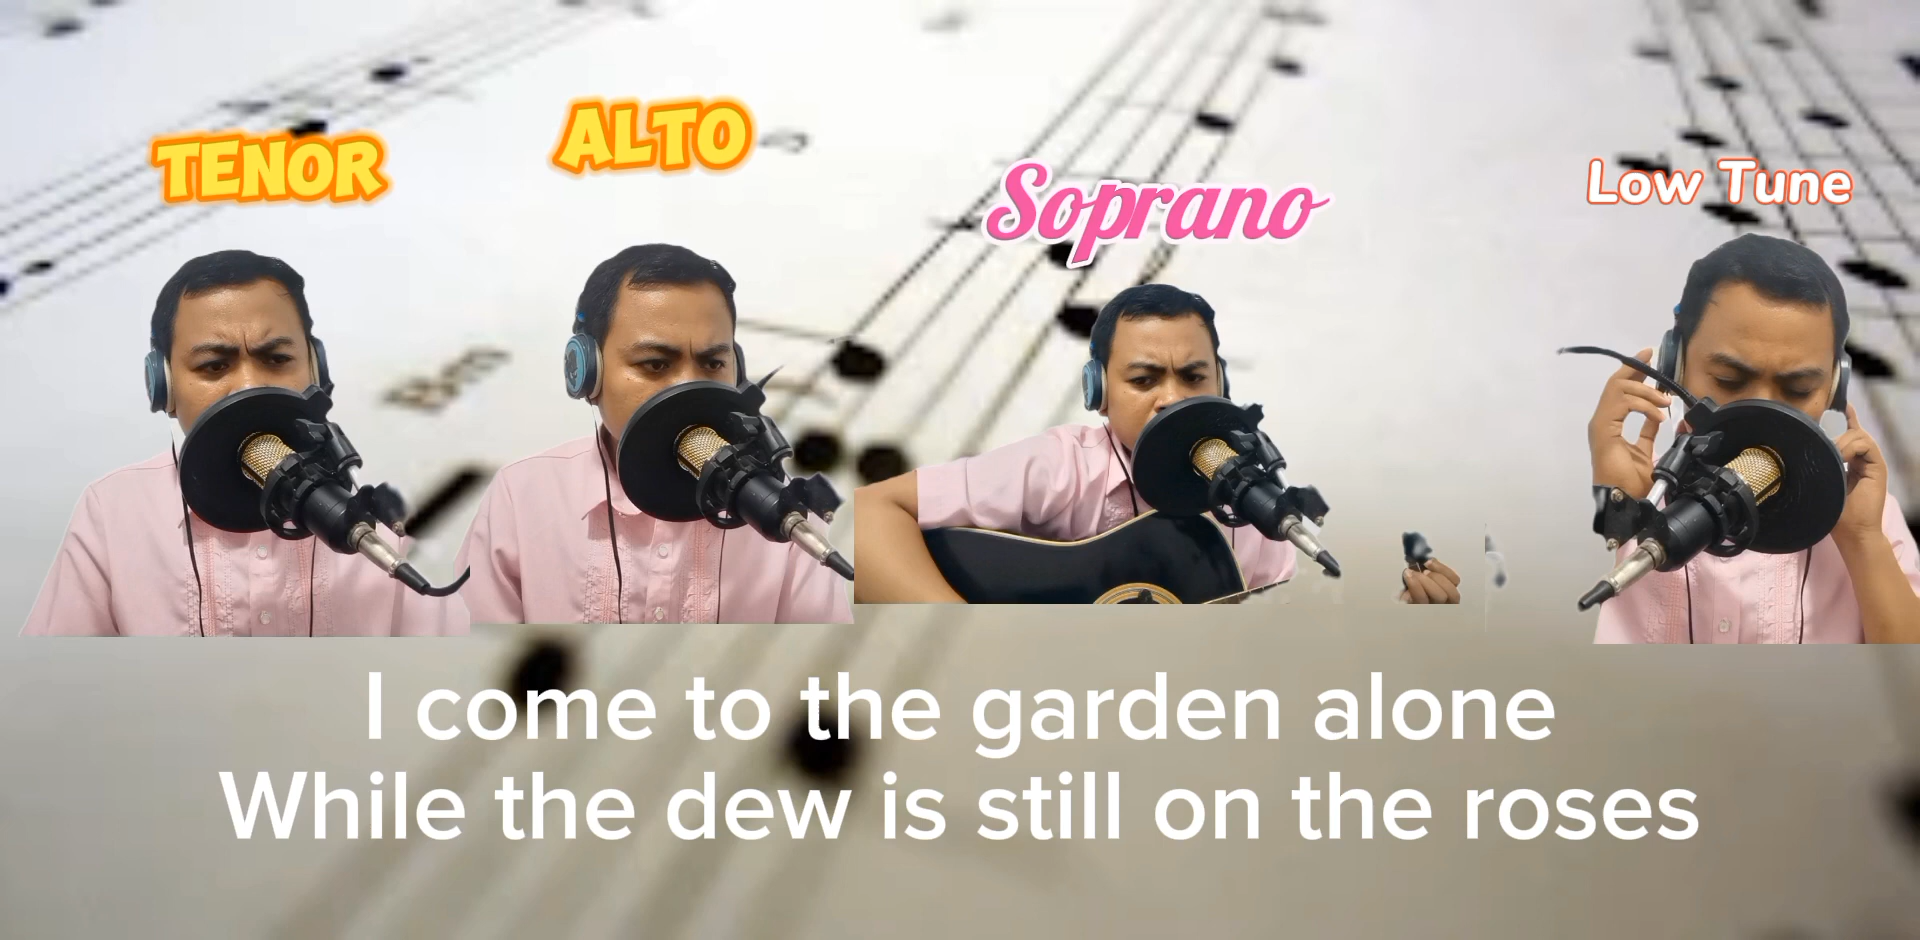 TENOR
ALTO
Soprano
Low Tune
I come to the garden alone
While the dew is still on the roses